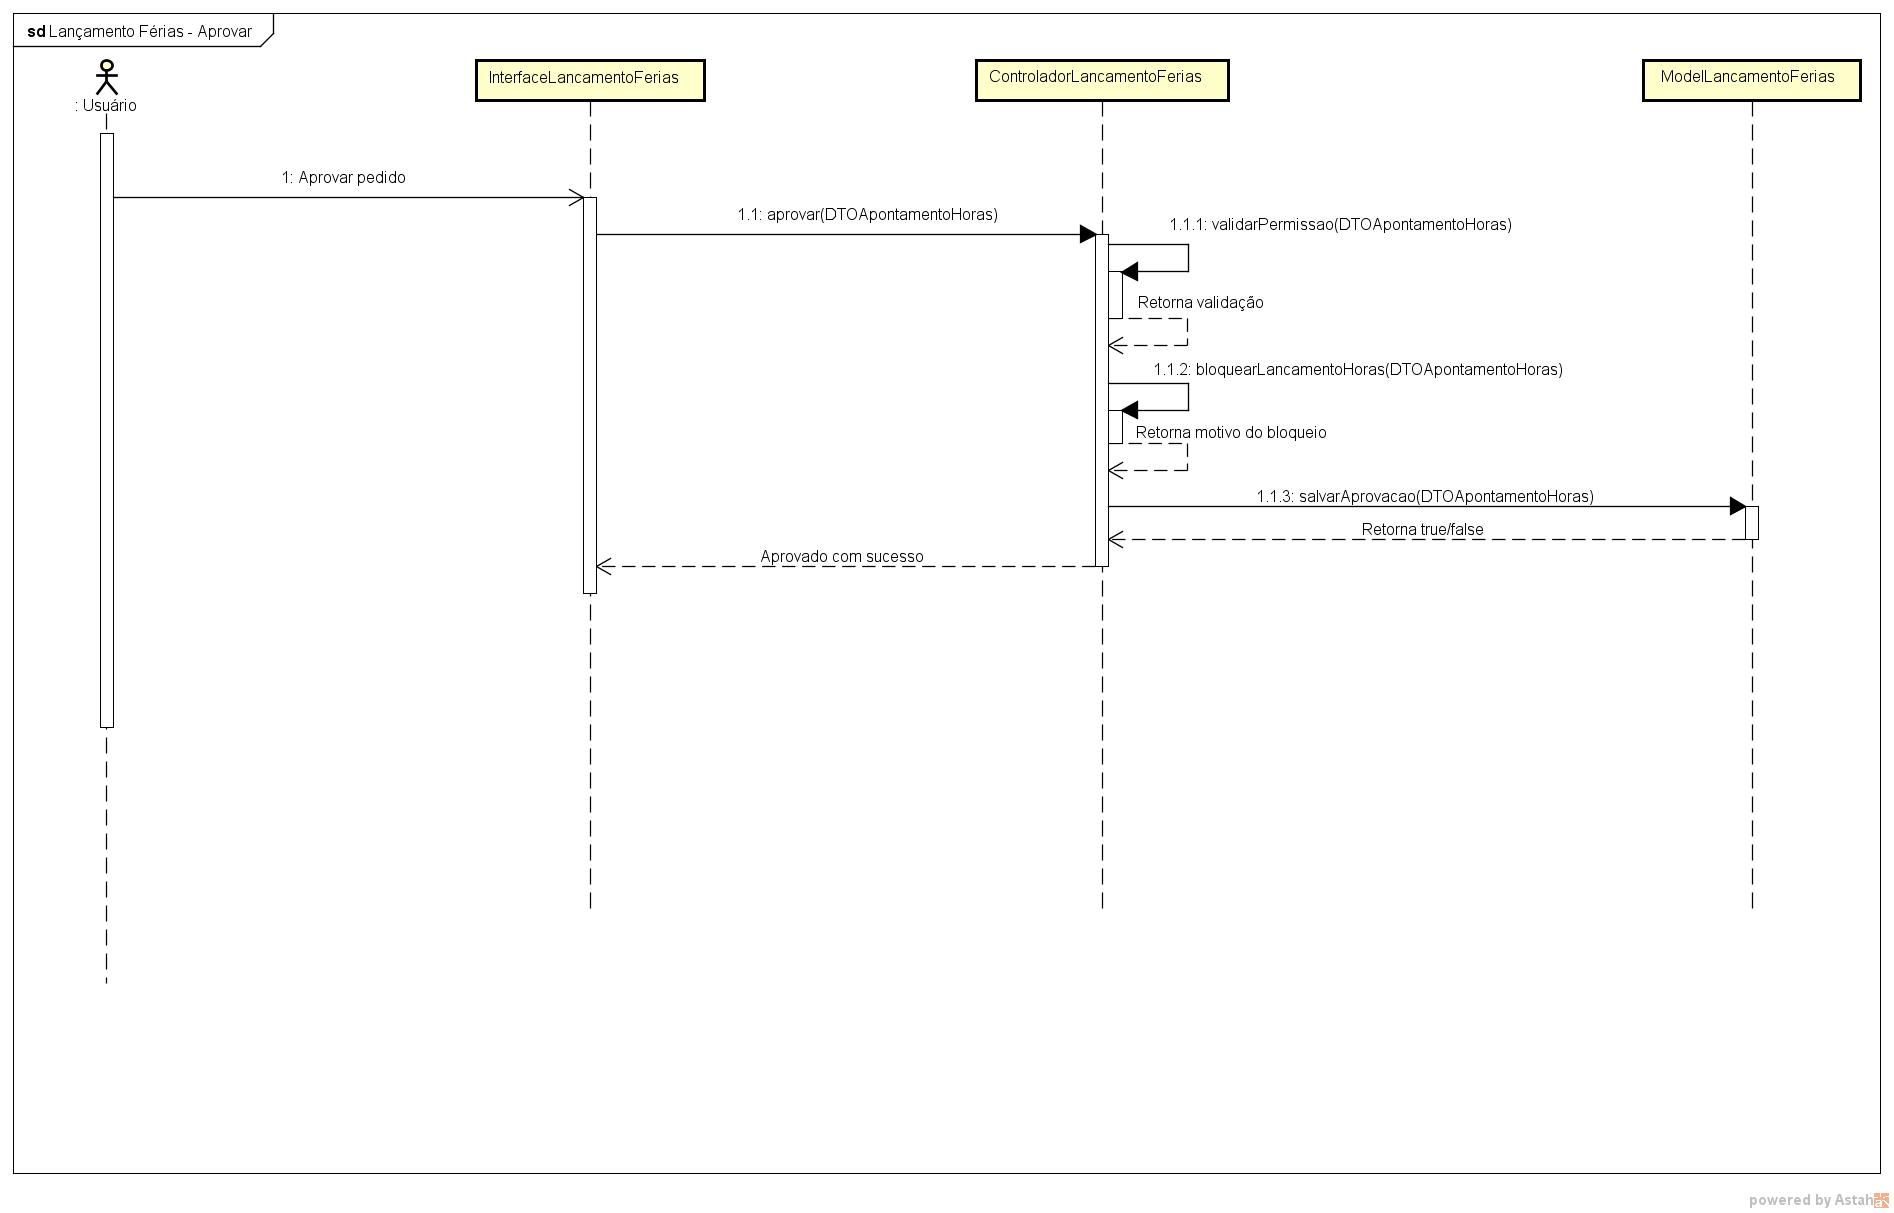 sd Lançamento Férias - Aprovar
: Usuário
InterfaceLancamentoFerias
ControladorLancamentoFerias
ModelLancamentoFerias
1: Aprovar pedido
1.1: aprovar(DTOApontamentoHoras)
1.1.1: validarPermissao(DTOApontamentoHoras)
Retorna validação
1.1.2: bloquearLancamentoHoras(DTOApontamentoHoras)
Retorna motivo do bloqueio
1.1.3: salvarAprovacao(DTOApontamentoHoras)
Retorna true/false
Aprovado com sucesso
powered by Astah